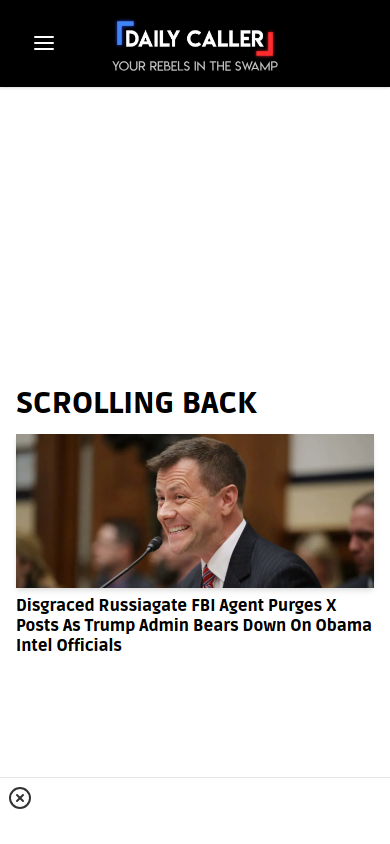 DAILY CALLER
YOUR REBELS IN THE SWAMP
SCROLLING BACK
Disgraced Russiagate FBI Agent Purges X
Posts As Trump Admin Bears Down On Obama
Intel Officials